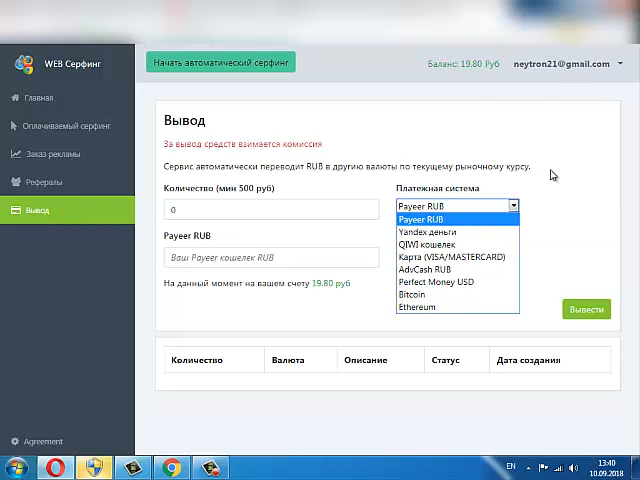 WEB Серфинг
Начать автоматический серфинг
Баланс: 19.80 Руб
neytron21@gmail.com
Главная
Оплачиваемый серфинг
Заказ рекламы
Рефералы
Вывод
Вывод
За вывод средств взимается комиссия
Сервис автоматически переводит RUB в другую валюты по текущему рыночному курсу.
Количество (мин 500 руб)
Платежная система
0
Payeer RUB
Payeer RUB
Yandex деньги
QIWI кошелек
Карта (VISA/MASTERCARD)
AdvCash RUB
Perfect Money USD
Bitcoin
Ethereum
Payeer RUB
Ваш Payeer кошелек RUB
На данный момент на вашем счету 19.80 руб
Вывести
Количество Валюта Описание Статус Дата создания
Agreement
EN
13:40
10.09.2018